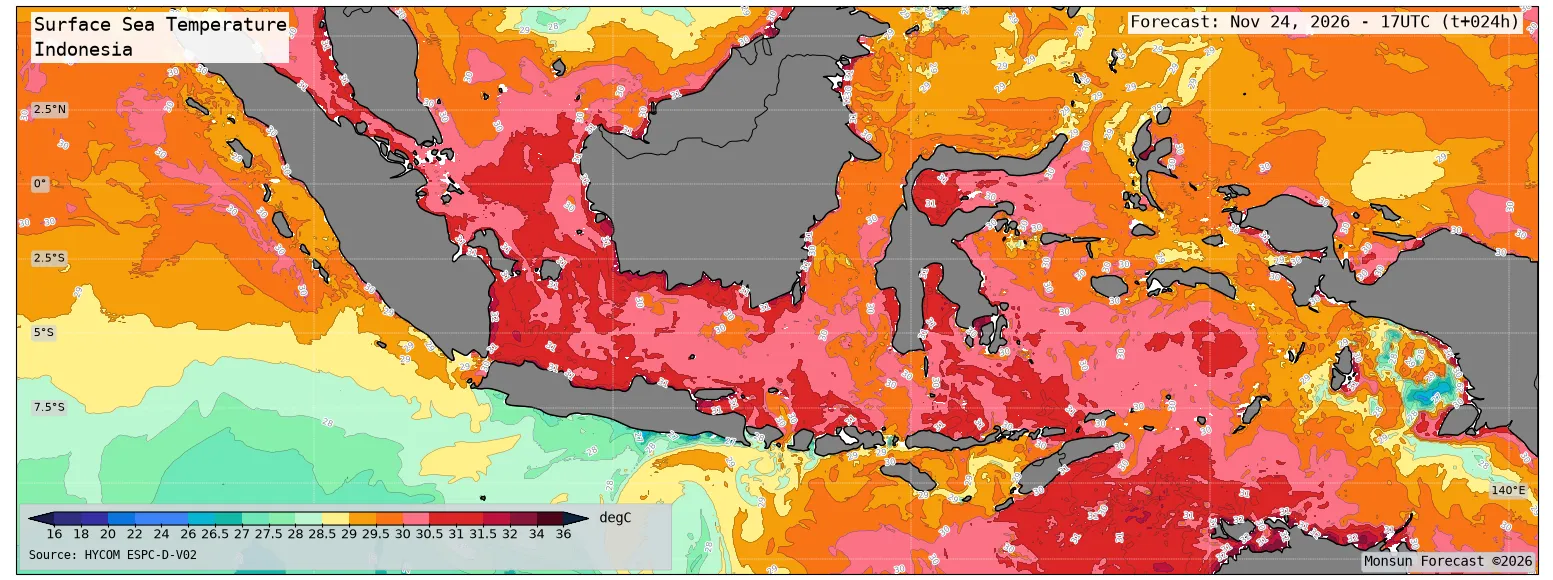 Surface Sea Temperature
Indonesia
Forecast: Nov 24, 2026 - 17UTC (t+024h)
2.5°N
0°
2.5°S
5°S
7.5°S
140°E
degC
16 18 20 22 24 26 26.5 27 27.5 28 28.5 29 29.5 30 30.5 31 31.5 32 34 36
Source: HYCOM ESPC-D-V02
Monsun Forecast ©2026